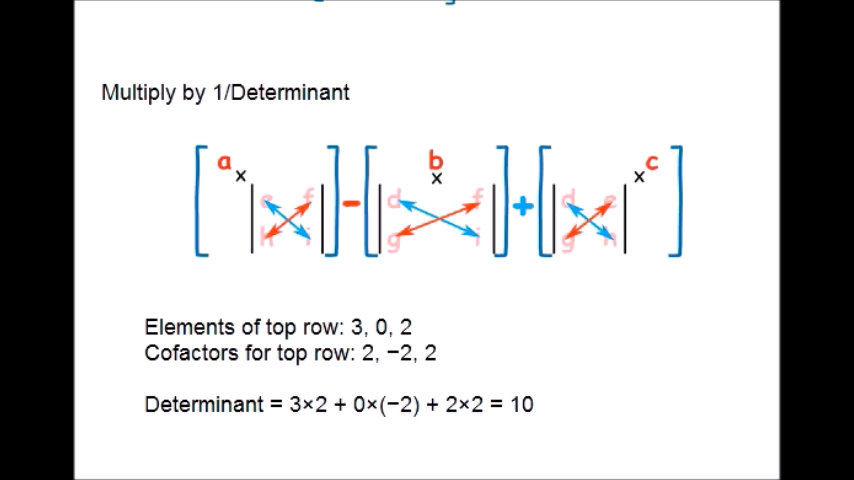 Multiply by 1/Determinant
a b c
x x x
e f d f d e
h i g i g h
Elements of top row: 3, 0, 2
Cofactors for top row: 2, −2, 2
Determinant = 3×2 + 0×(−2) + 2×2 = 10